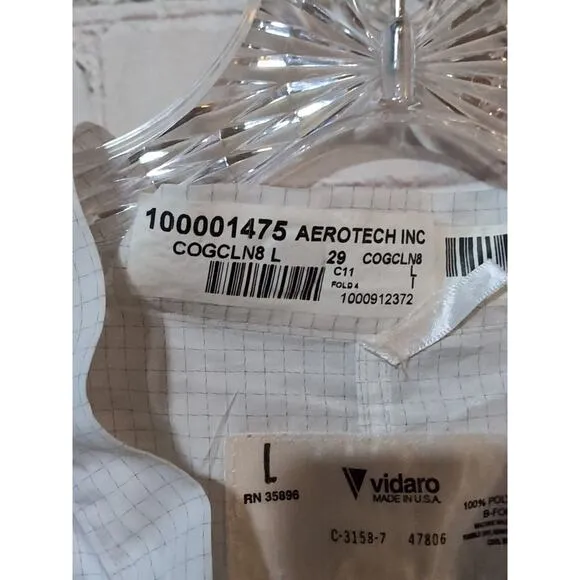 100001475 AEROTECH INC
COGCLN8 L 29 COGCLN8
C11 L
FOLD 4 T
1000912372
L
RN 35896
vidaro
MADE IN U.S.A.
C-3158-7 47806
100% POLY
B-FO